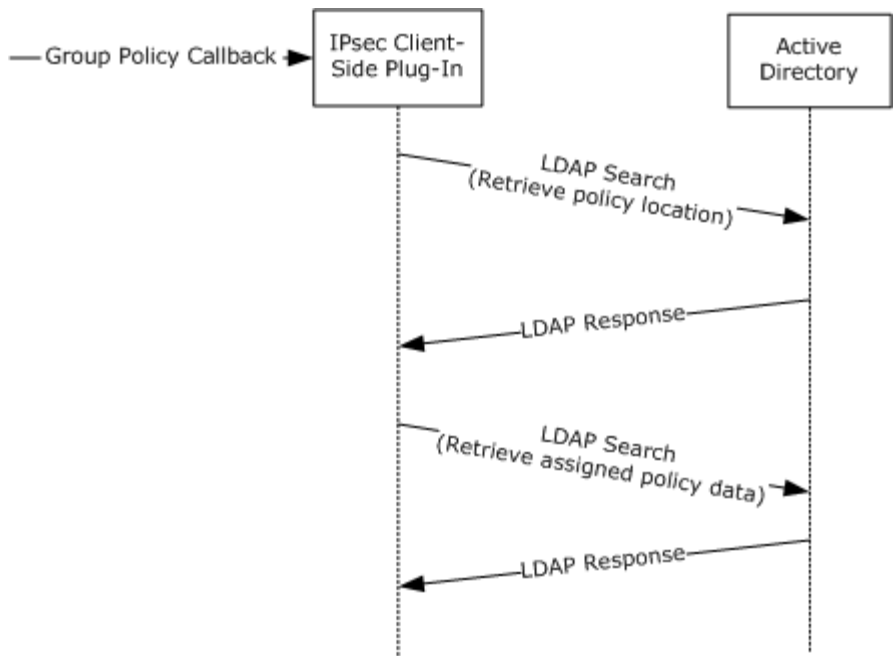 Group Policy Callback
IPsec Client-
Side Plug-In
Active
Directory
LDAP Search
(Retrieve policy location)
LDAP Response
LDAP Search
(Retrieve assigned policy data)
LDAP Response